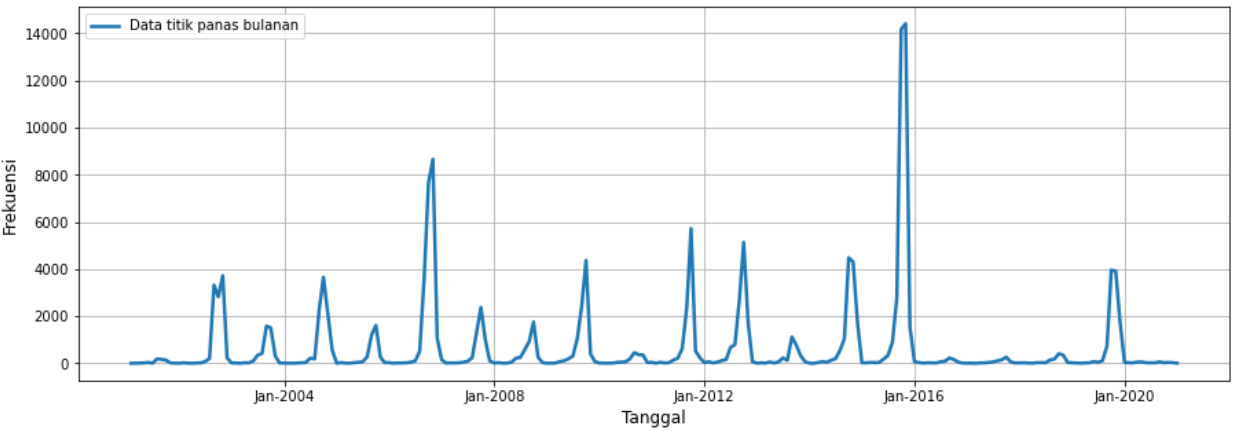 Data titik panas bulanan
14000
12000
10000
8000
6000
4000
2000
0
Frekuensi
Jan-2004 Jan-2008 Jan-2012 Jan-2016 Jan-2020
Tanggal